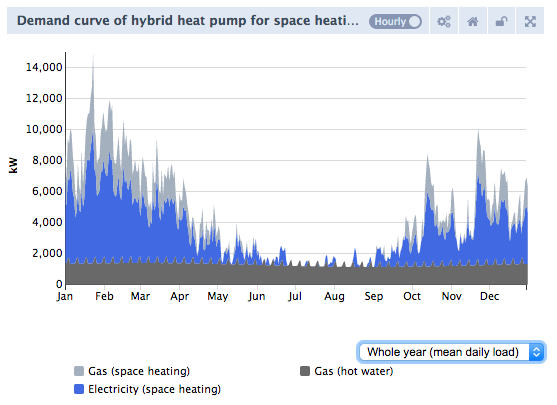 Demand curve of hybrid heat pump for space heati... Hourly
14,000
12,000
10,000
8,000
6,000
4,000
2,000
0
kW
Jan Feb Mar Apr May Jun Jul Aug Sep Oct Nov Dec
Whole year (mean daily load)
Gas (space heating) Gas (hot water)
Electricity (space heating)